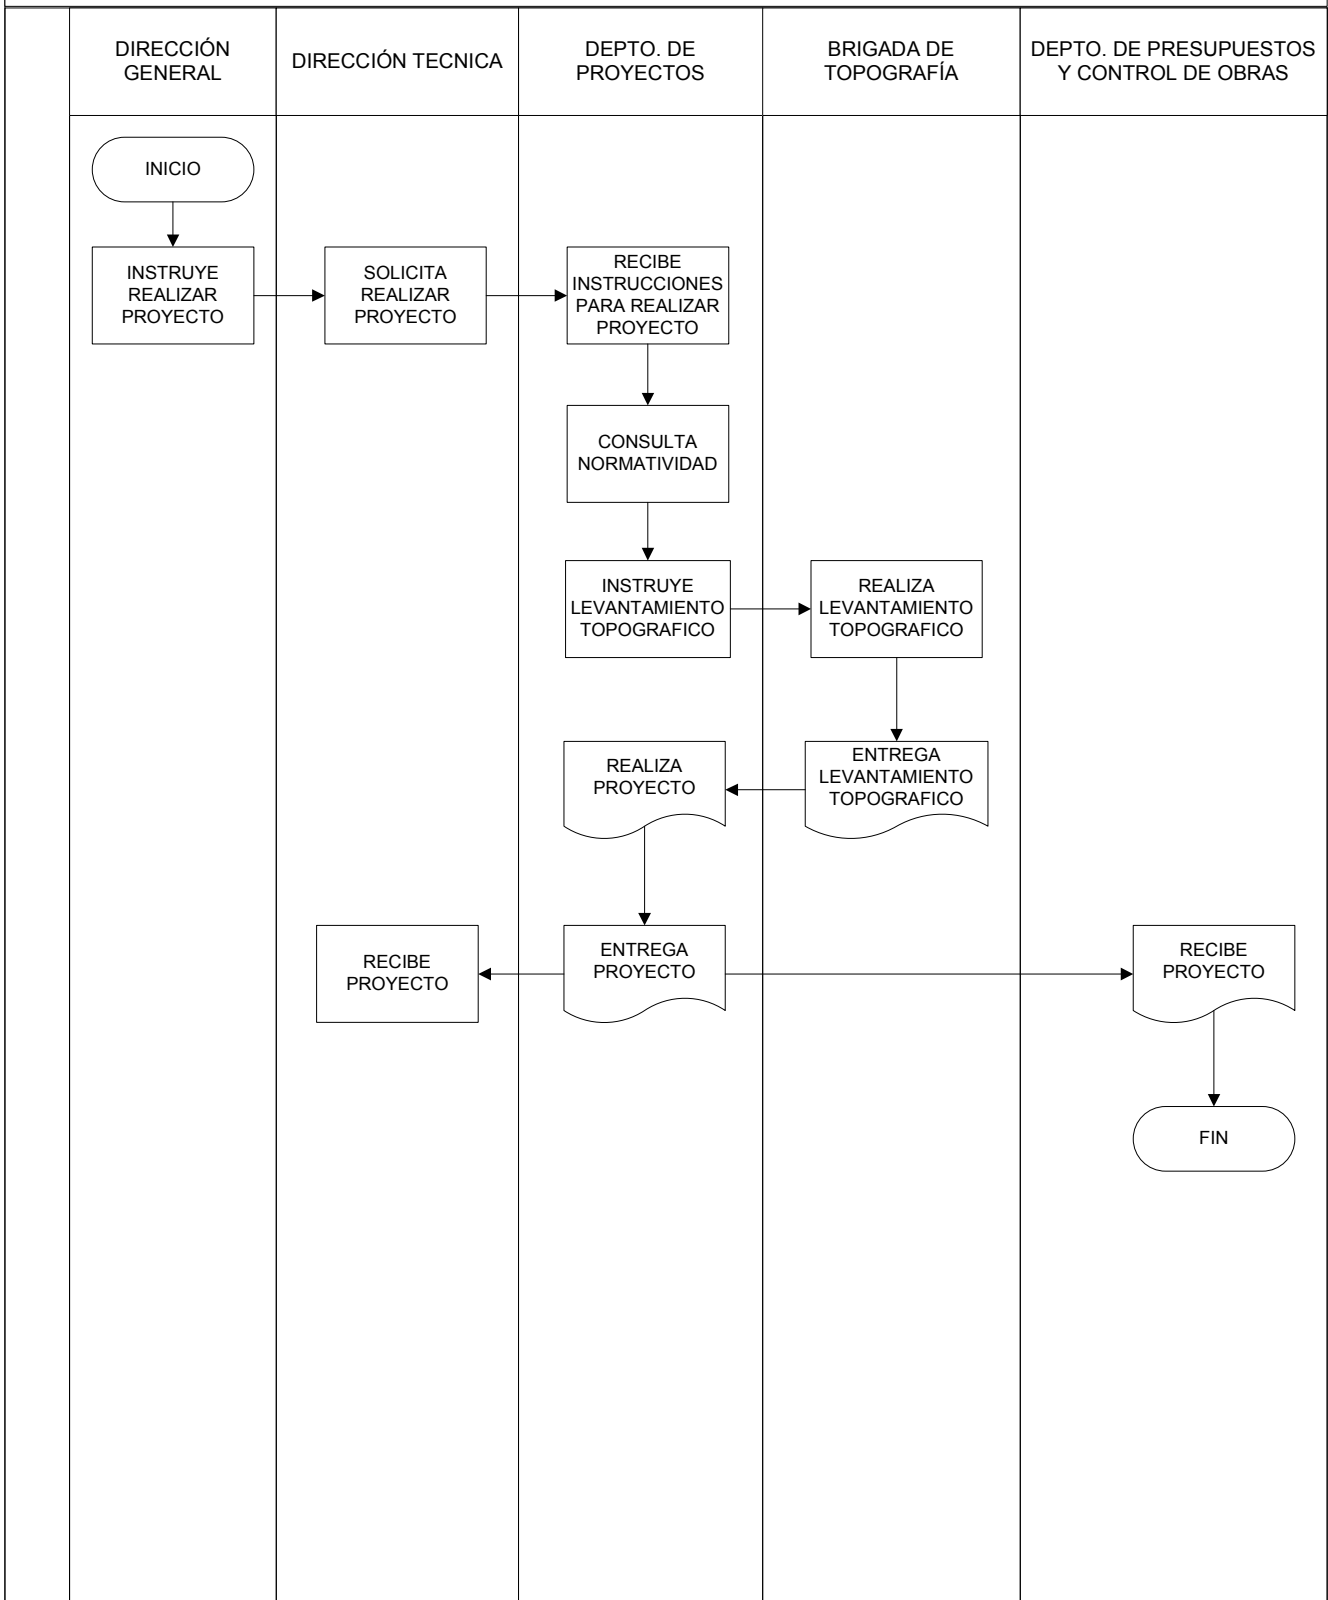 DIRECCIÓN
GENERAL
DIRECCIÓN TECNICA
DEPTO. DE
PROYECTOS
BRIGADA DE
TOPOGRAFÍA
DEPTO. DE PRESUPUESTOS
Y CONTROL DE OBRAS
INICIO
INSTRUYE
REALIZAR
PROYECTO
SOLICITA
REALIZAR
PROYECTO
RECIBE
INSTRUCCIONES
PARA REALIZAR
PROYECTO
CONSULTA
NORMATIVIDAD
INSTRUYE
LEVANTAMIENTO
TOPOGRAFICO
REALIZA
LEVANTAMIENTO
TOPOGRAFICO
REALIZA
PROYECTO
ENTREGA
LEVANTAMIENTO
TOPOGRAFICO
RECIBE
PROYECTO
ENTREGA
PROYECTO
RECIBE
PROYECTO
FIN